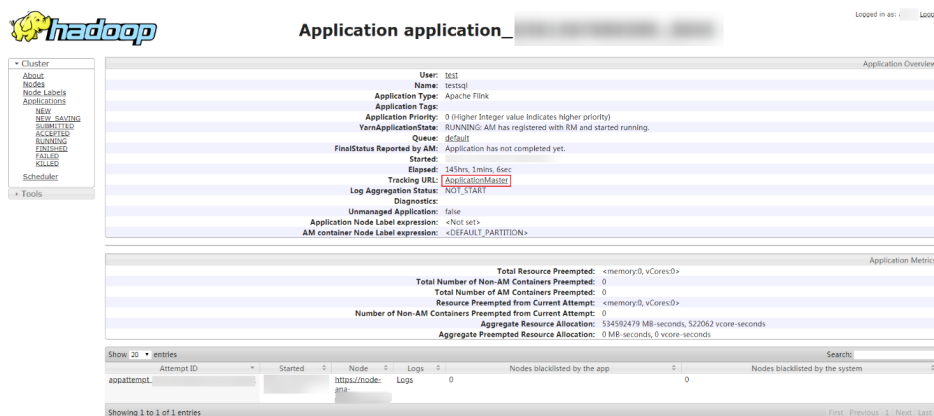 Logged in as:
hadoop
Application application_
Cluster
About
Nodes
Node Labels
Applications
NEW
NEW_SAVING
SUBMITTED
ACCEPTED
RUNNING
FINISHED
FAILED
KILLED
Scheduler
Tools
Application Overview
User: test
Name: testsql
Application Type: Apache Flink
Application Tags:
Application Priority: 0 (Higher Integer value indicates higher priority)
YarnApplicationState: RUNNING: AM has registered with RM and started running.
Queue: default
FinalStatus Reported by AM: Application has not completed yet.
Started:
Elapsed: 145hrs, 1mins, 6sec
Tracking URL: ApplicationMaster
Log Aggregation Status: NOT_START
Diagnostics:
Unmanaged Application: false
Application Node Label expression: <Not set>
AM container Node Label expression: <DEFAULT_PARTITION>
Application Metrics
Total Resource Preempted: <memory:0, vCores:0>
Total Number of Non-AM Containers Preempted: 0
Total Number of AM Containers Preempted: 0
Resource Preempted from Current Attempt: <memory:0, vCores:0>
Number of Non-AM Containers Preempted from Current Attempt: 0
Aggregate Resource Allocation: 534592479 MB-seconds, 522062 vcore-seconds
Aggregate Preempted Resource Allocation: 0 MB-seconds, 0 vcore-seconds
Show 20 entries Search:
Attempt ID Started Node Logs Nodes blacklisted by the app Nodes blacklisted by the system
appattempt_ https://node- Logs 0 0
ana-
Showing 1 to 1 of 1 entries First Previous 1 Next Last